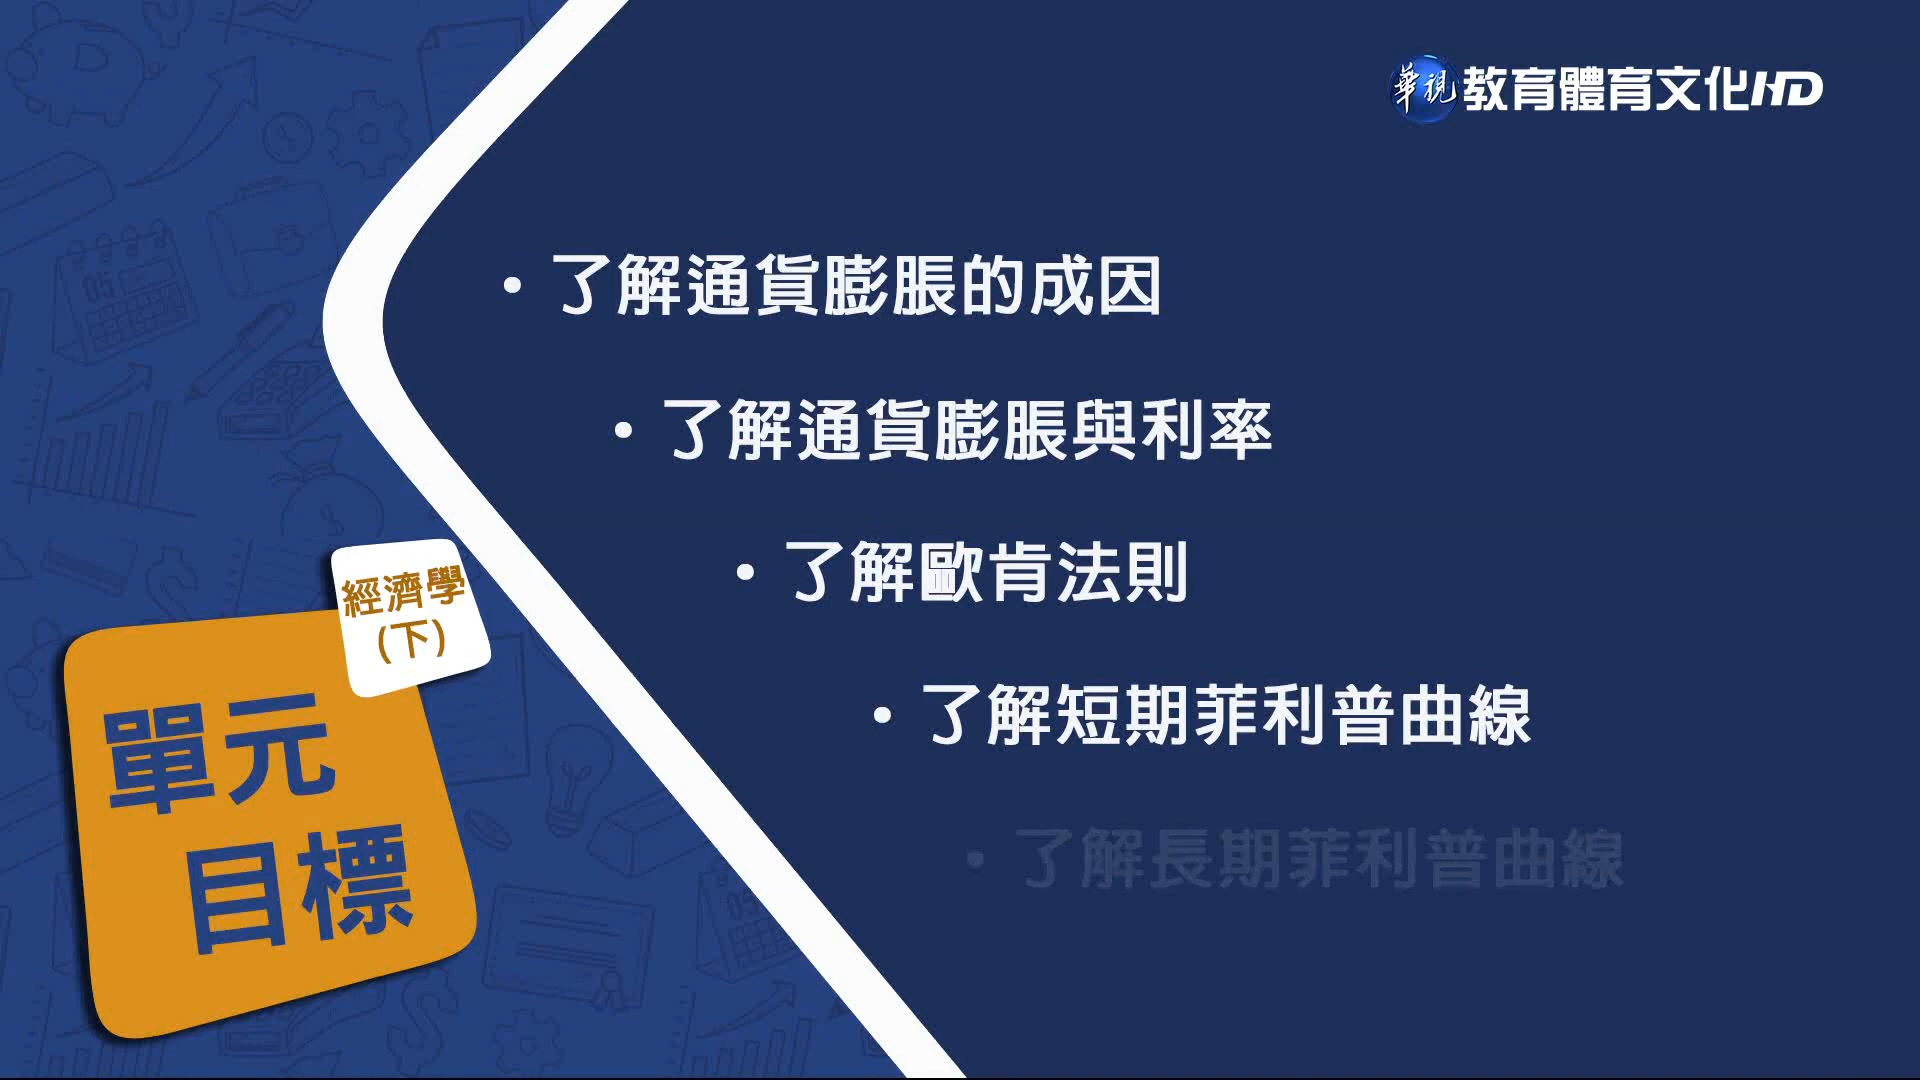 華視 教育體育文化HD
• 了解通貨膨脹的成因
• 了解通貨膨脹與利率
• 了解歐肯法則
• 了解短期菲利普曲線
• 了解長期菲利普曲線
經濟學
(下)
單元
目標